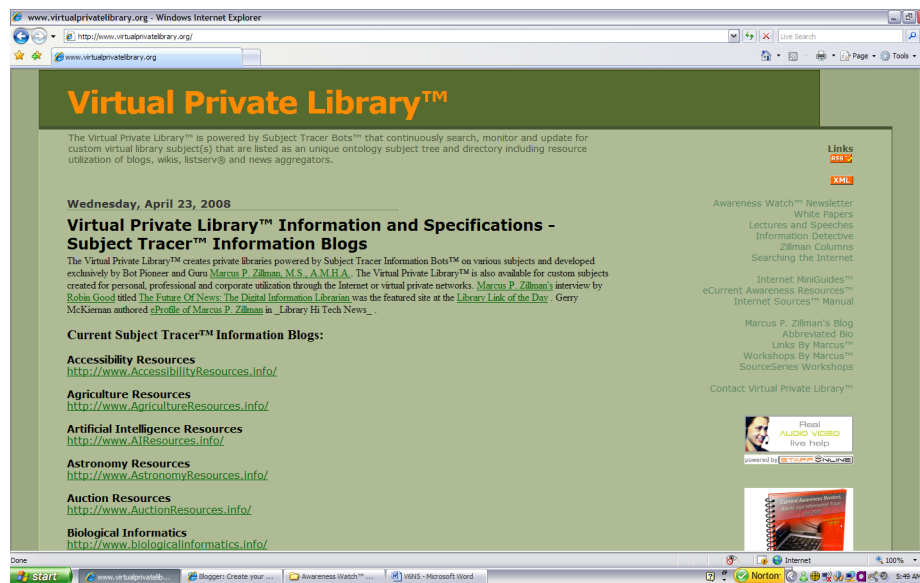 www.virtualprivatelibrary.org - Windows Internet Explorer
http://www.virtualprivatelibrary.org/
Live Search
www.virtualprivatelibrary.org
Page
Tools
Virtual Private Library™
The Virtual Private Library™ is powered by Subject Tracer Bots™ that continuously search, monitor and update for
custom virtual library subject(s) that are listed as an unique ontology subject tree and directory including resource
utilization of blogs, wikis, listserv® and news aggregators.
Wednesday, April 23, 2008
Virtual Private Library™ Information and Specifications -
Subject Tracer™ Information Blogs
The Virtual Private Library™ creates private libraries powered by Subject Tracer Information Bots™ on various subjects and developed
exclusively by Bot Pioneer and Guru Marcus P. Zillman, M.S., A.M.H.A.. The Virtual Private Library™ is also available for custom subjects
created for personal, professional and corporate utilization through the Internet or virtual private networks. Marcus P. Zillman's interview by
Robin Good titled The Future Of News: The Digital Information Librarian was the featured site at the Library Link of the Day . Gerry
McKiernan authored eProfile of Marcus P. Zillman in _Library Hi Tech News_ .
Current Subject Tracer™ Information Blogs:
Accessibility Resources
http://www.AccessibilityResources.info/
Agriculture Resources
http://www.AgricultureResources.info/
Artificial Intelligence Resources
http://www.AIResources.info/
Astronomy Resources
http://www.AstronomyResources.info/
Auction Resources
http://www.AuctionResources.info/
Biological Informatics
http://www.biologicalinformatics.info/
Links
RSS
XML
Awareness Watch™ Newsletter
White Papers
Lectures and Speeches
Information Detective
Zillman Columns
Searching the Internet
Internet MiniGuides™
eCurrent Awareness Resources™
Internet Sources™ Manual
Marcus P. Zillman's Blog
Abbreviated Bio
Links By Marcus™
Workshops By Marcus™
SourceSeries Workshops
Contact Virtual Private Library™
Real
AUDIO VIDEO
live help
powered by STAFF ONLINE
Current Awareness Monitors,
Alerts and Information Traps
Done
Internet
100%
start
www.virtualprivatelib...
Blogger: Create your ...
Awareness Watch™ ...
V6N5 - Microsoft Word
Norton